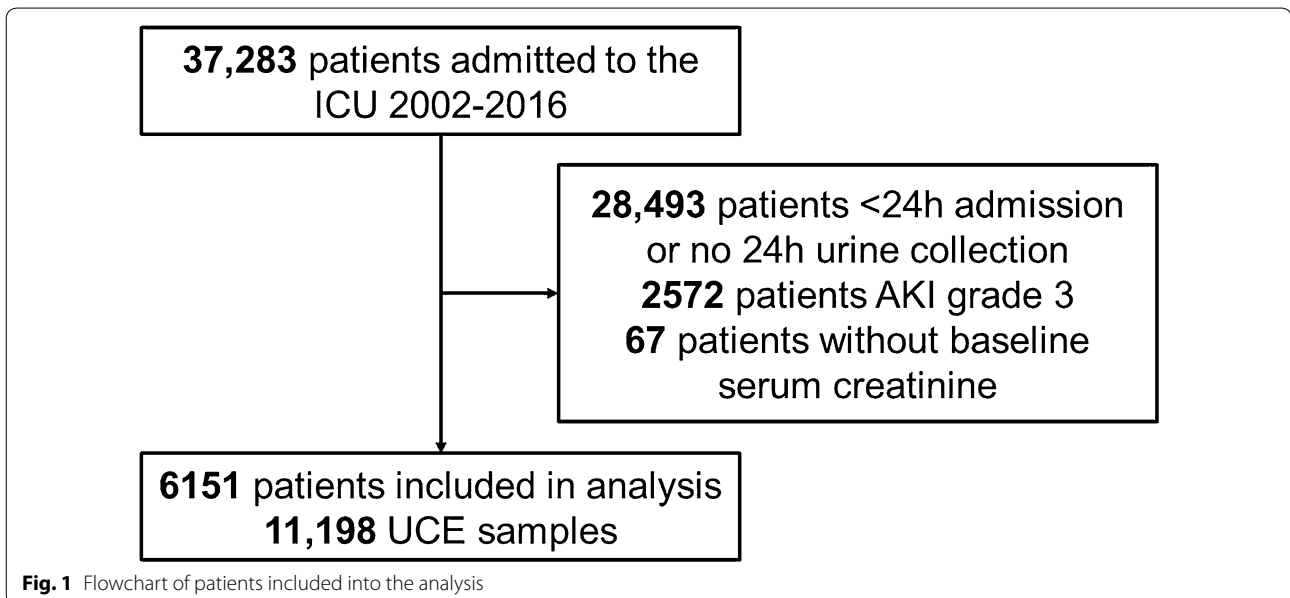 37,283 patients admitted to the
ICU 2002-2016
28,493 patients <24h admission
or no 24h urine collection
2572 patients AKI grade 3
67 patients without baseline
serum creatinine
6151 patients included in analysis
11,198 UCE samples
Fig. 1 Flowchart of patients included into the analysis